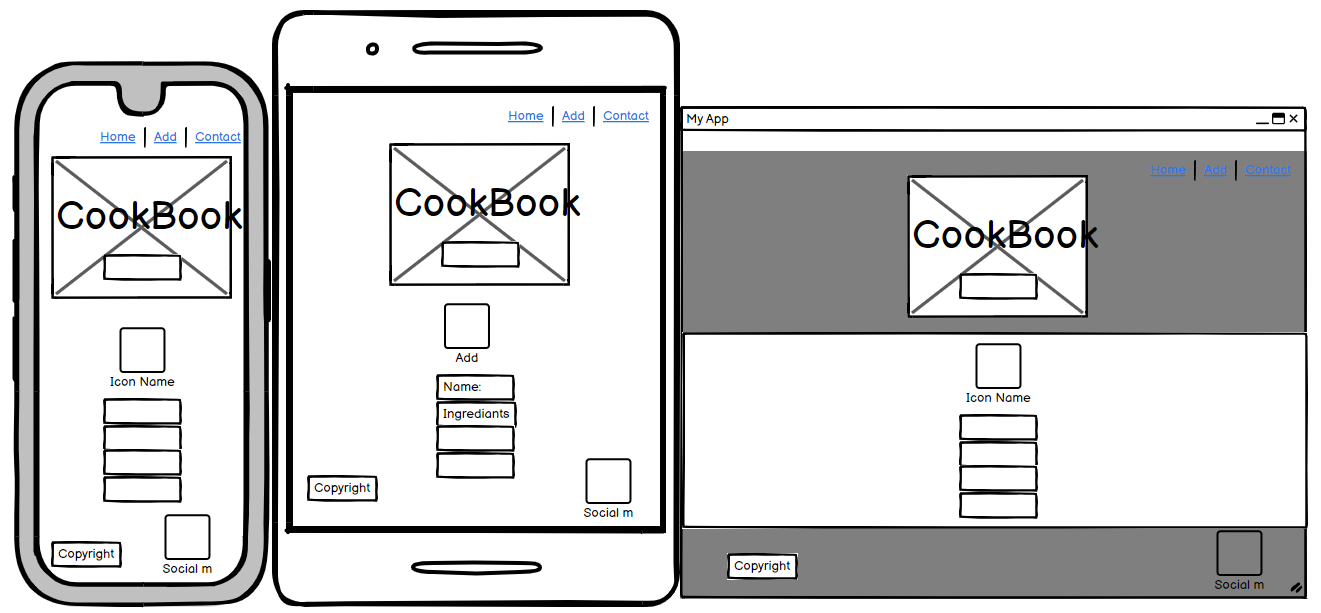 Home Add Contact
CookBook
Icon Name
Copyright
Social m
Home Add Contact
CookBook
Add
Name:
Ingrediants
Copyright
Social m
My App
Home Add Contact
CookBook
Icon Name
Copyright
Social m